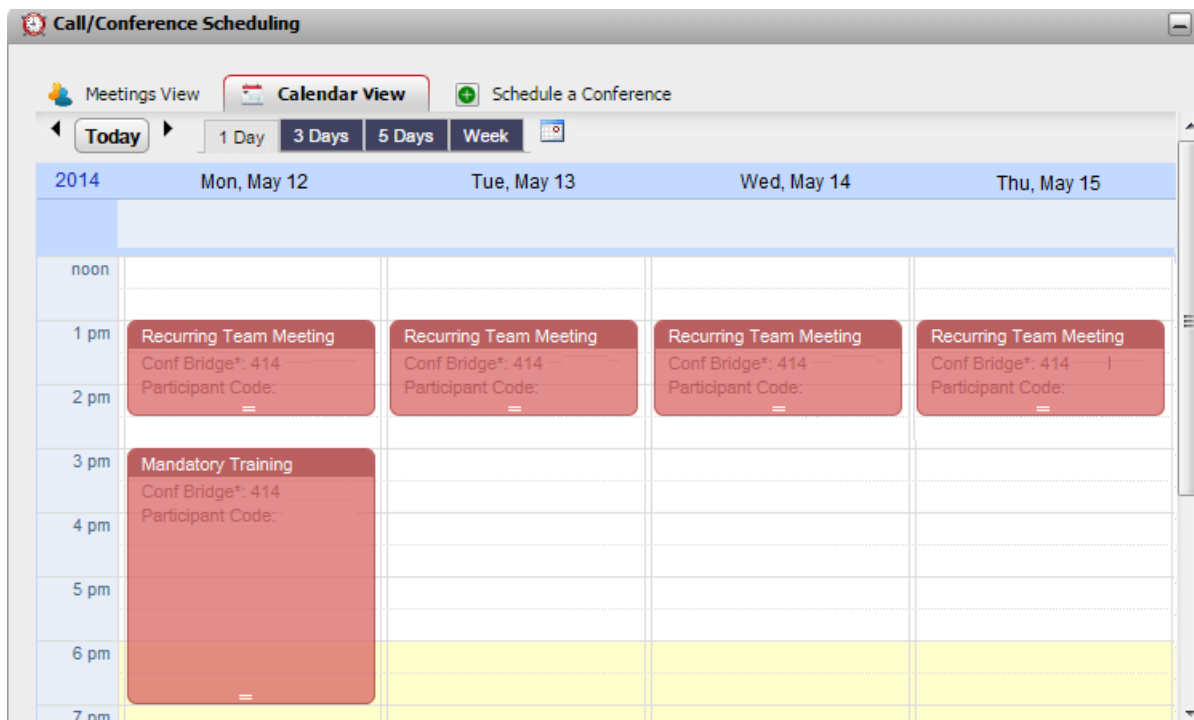 Call/Conference Scheduling
Meetings View Calendar View Schedule a Conference
Today 1 Day 3 Days 5 Days Week
2014 Mon, May 12 Tue, May 13 Wed, May 14 Thu, May 15
noon
1 pm Recurring Team Meeting Recurring Team Meeting Recurring Team Meeting Recurring Team Meeting
Conf Bridge*: 414 Conf Bridge*: 414 Conf Bridge*: 414 Conf Bridge*: 414
Participant Code: Participant Code: Participant Code: Participant Code:
2 pm
3 pm Mandatory Training
Conf Bridge*: 414
Participant Code:
4 pm
5 pm
6 pm
7 pm